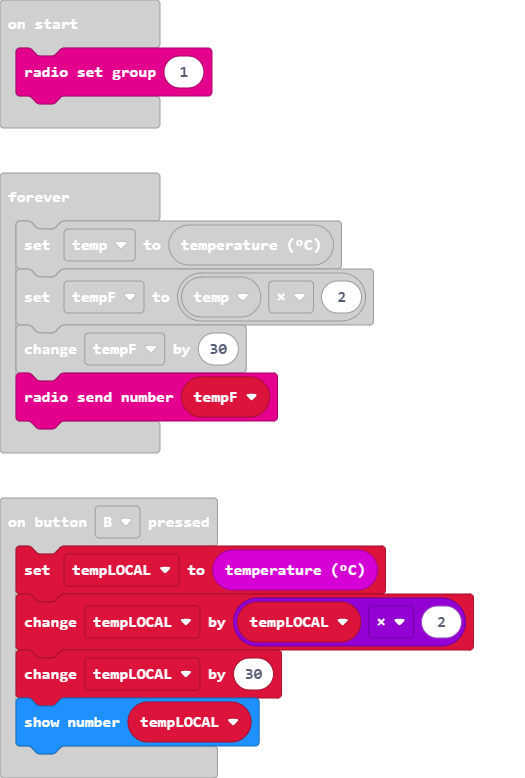 on start
radio set group 1
forever
set temp to temperature (ºC)
set tempF to temp × 2
change tempF by 30
radio send number tempF
on button B pressed
set tempLOCAL to temperature (ºC)
change tempLOCAL by tempLOCAL × 2
change tempLOCAL by 30
show number tempLOCAL